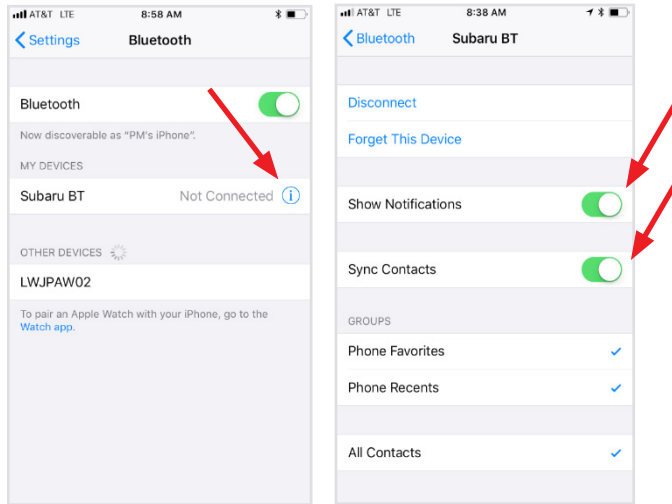 AT&T LTE 8:58 AM
Settings Bluetooth
Bluetooth
Now discoverable as “PM's iPhone”.
MY DEVICES
Subaru BT Not Connected
OTHER DEVICES
LWJPAW02
To pair an Apple Watch with your iPhone, go to the
Watch app.
AT&T LTE 8:38 AM
Bluetooth Subaru BT
Disconnect
Forget This Device
Show Notifications
Sync Contacts
GROUPS
Phone Favorites
Phone Recents
All Contacts